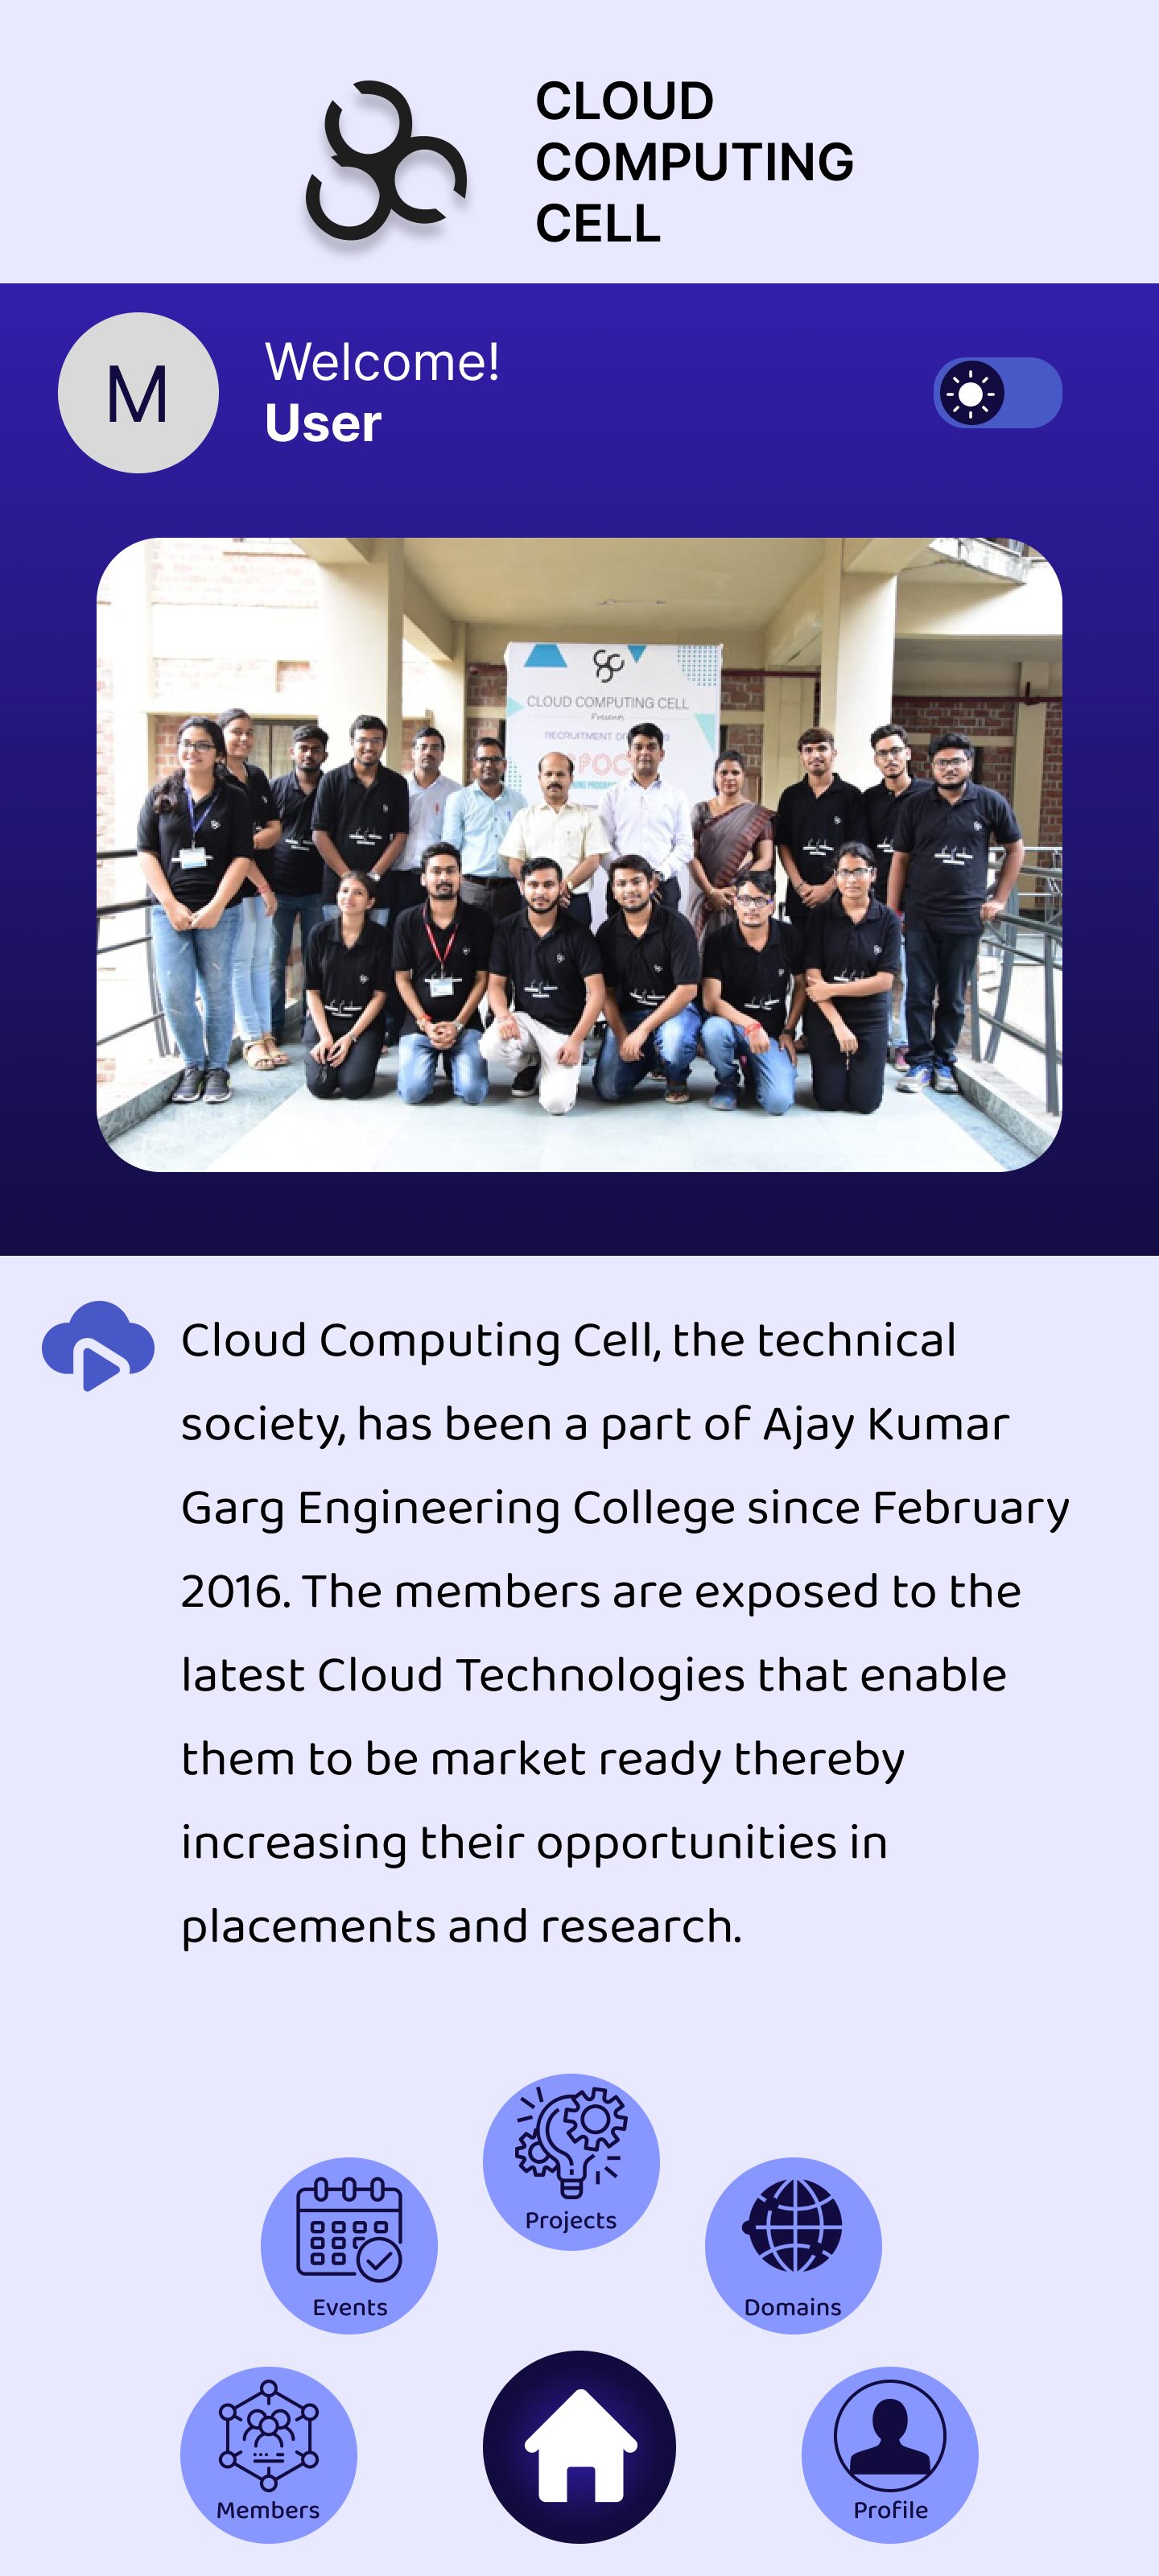 CLOUD
COMPUTING
CELL
M
Welcome!
User
CLOUD COMPUTING CELL
Presents
RECRUITMENT
Cloud Computing Cell, the technical
society, has been a part of Ajay Kumar
Garg Engineering College since February
2016. The members are exposed to the
latest Cloud Technologies that enable
them to be market ready thereby
increasing their opportunities in
placements and research.
Projects
Events
Domains
Members
Profile